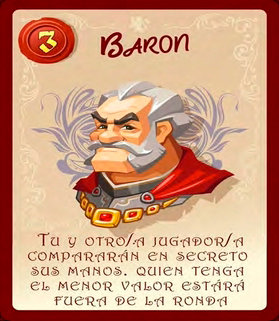 3
BARON
TU Y OTRO/A JUGADOR/A
COMPARARÁN EN SECRETO
SUS MANOS. QUIEN TENGA
EL MENOR VALOR ESTÁRÁ
FUERA DE LA RONDA